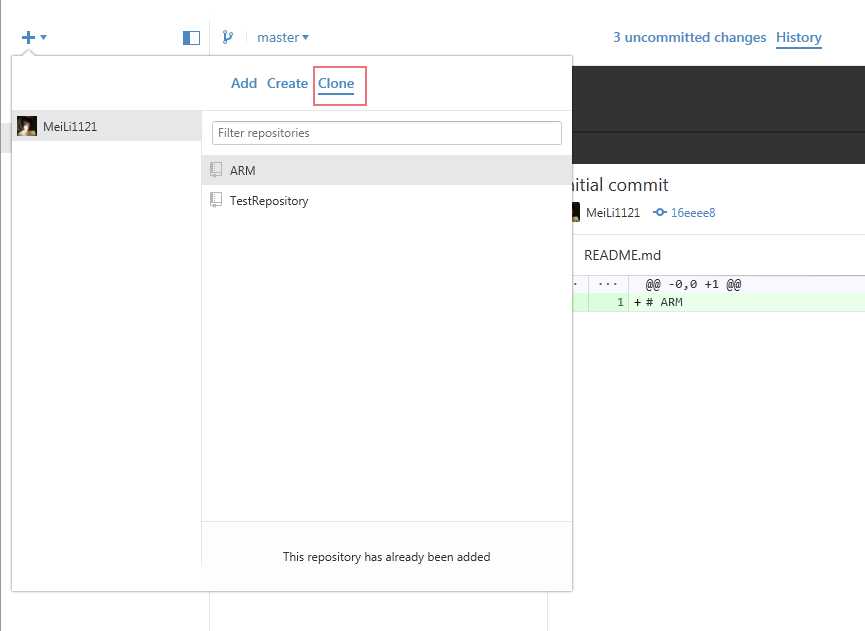 master
3 uncommitted changes History
Add Create Clone
MeiLi1121
Filter repositories
ARM
TestRepository
This repository has already been added
nitial commit
MeiLi1121 16eeee8
README.md
... @@ -0,0 +1 @@
1 + # ARM